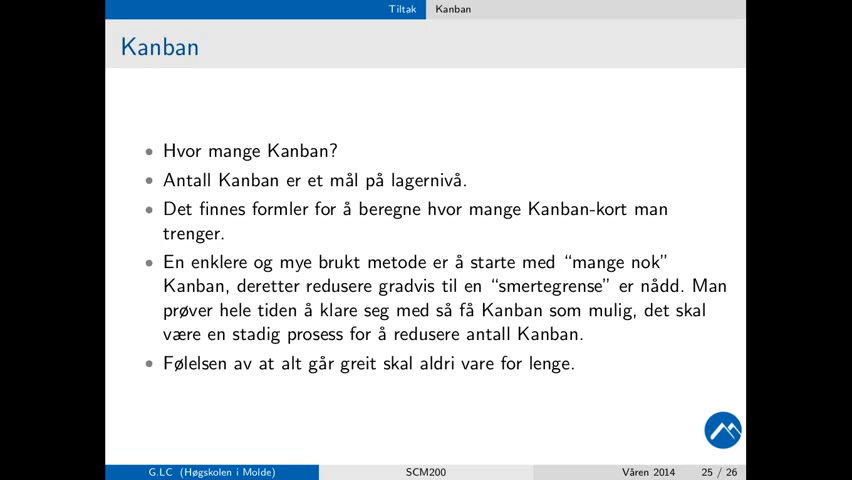 Tiltak Kanban
Kanban
• Hvor mange Kanban?
• Antall Kanban er et mål på lagernivå.
• Det finnes formler for å beregne hvor mange Kanban-kort man
trenger.
• En enklere og mye brukt metode er å starte med “mange nok”
Kanban, deretter redusere gradvis til en “smertegrense” er nådd. Man
prøver hele tiden å klare seg med så få Kanban som mulig, det skal
være en stadig prosess for å redusere antall Kanban.
• Følelsen av at alt går greit skal aldri vare for lenge.
G.LC (Høgskolen i Molde) SCM200 Våren 2014 25 / 26